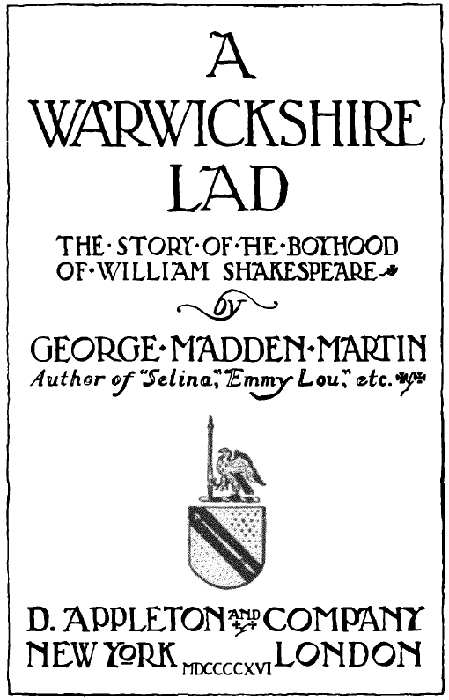 A
WARWICKSHIRE
LAD
THE·STORY·OF·THE·BOYHOOD
OF·WILLIAM SHAKESPEARE
by
GEORGE·MADDEN·MARTIN
Author of "Selina," "Emmy Lou," etc.
D. APPLETON AND COMPANY
NEW YORK MDCCCCXVI LONDON